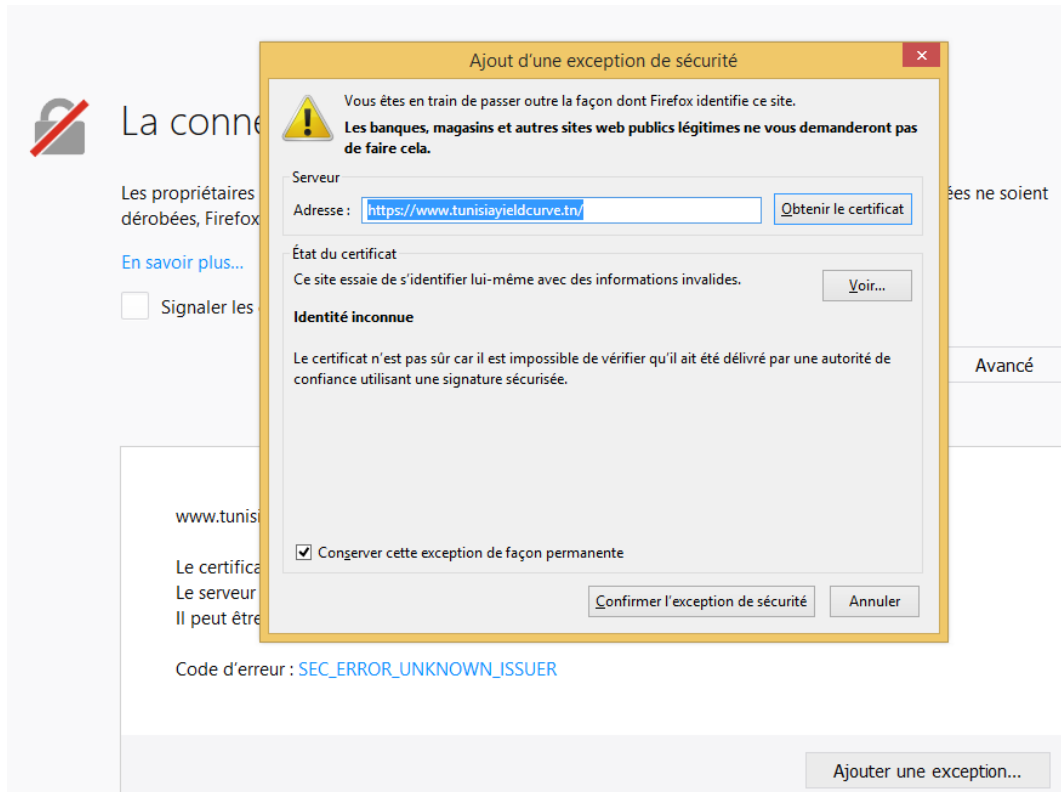 Ajout d'une exception de sécurité
La conne
Vous êtes en train de passer outre la façon dont Firefox identifie ce site.
Les banques, magasins et autres sites web publics légitimes ne vous demanderont pas
de faire cela.
Les propriétaires
ées ne soient
dérobées, Firefox
Serveur
Adresse : https://www.tunisiayieldcurve.tn/ Obtenir le certificat
En savoir plus...
Signaler les
État du certificat
Ce site essaie de s'identifier lui-même avec des informations invalides. Voir...
Identité inconnue
Le certificat n'est pas sûr car il est impossible de vérifier qu'il ait été délivré par une autorité de
confiance utilisant une signature sécurisée.
Avancé
Conserver cette exception de façon permanente
Confirmer l'exception de sécurité Annuler
www.tunisi
Le certifica
Le serveur
Il peut être
Code d'erreur : SEC_ERROR_UNKNOWN_ISSUER
Ajouter une exception...